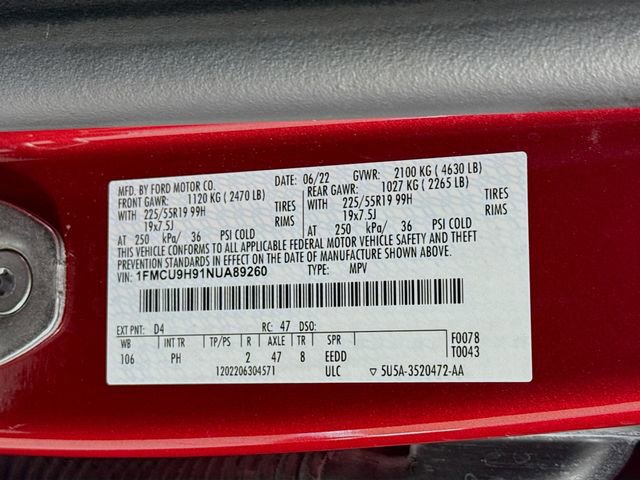 MFD. BY FORD MOTOR CO. 06/22 GVWR: 2100 KG ( 4630 LB)
FRONT GAWR: 1120 KG ( 2470 LB) REAR GAWR: 1027 KG ( 2265 LB)
WITH 225/55R19 99H TIRES WITH 225/55R19 99H TIRES
19x7.5J RIMS 19x7.5J RIMS
AT 250 kPa/ 36 PSI COLD AT 250 kPa/ 36 PSI COLD
THIS VEHICLE CONFORMS TO ALL APPLICABLE FEDERAL MOTOR VEHICLE SAFETY AND THEFT
PREVENTION STANDARDS IN EFFECT ON THE DATE OF MANUFACTURE SHOWN ABOVE.
VIN: 1FMCU9H91NUA89260 TYPE: MPV
EXT PNT: D4 RC: 47 DSO:
WB INT TR TP/PS R AXLE TR SPR F0078
106 PH 2 47 8 EEDD T0043
1202206304571 ULC ▽ 5U5A-3520472-AA